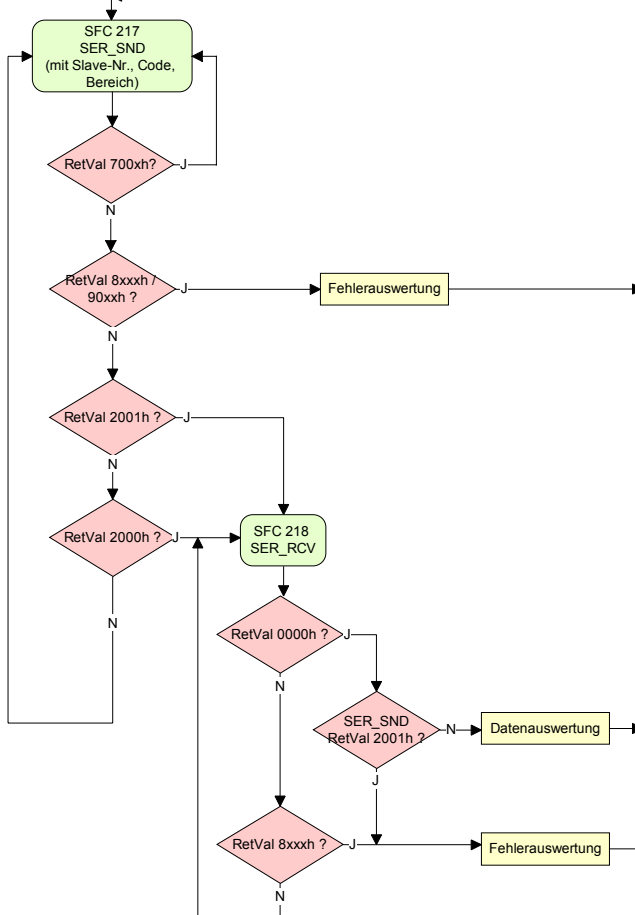 SFC 217
SER_SND
(mit Slave-Nr., Code,
Bereich)
RetVal 700xh?
J
N
RetVal 8xxxh /
90xxh ?
J
Fehlerauswertung
N
RetVal 2001h ?
J
N
RetVal 2000h ?
J
SFC 218
SER_RCV
N
RetVal 0000h ?
J
N
SER_SND
RetVal 2001h ?
N
Datenauswertung
J
RetVal 8xxxh ?
J
Fehlerauswertung
N